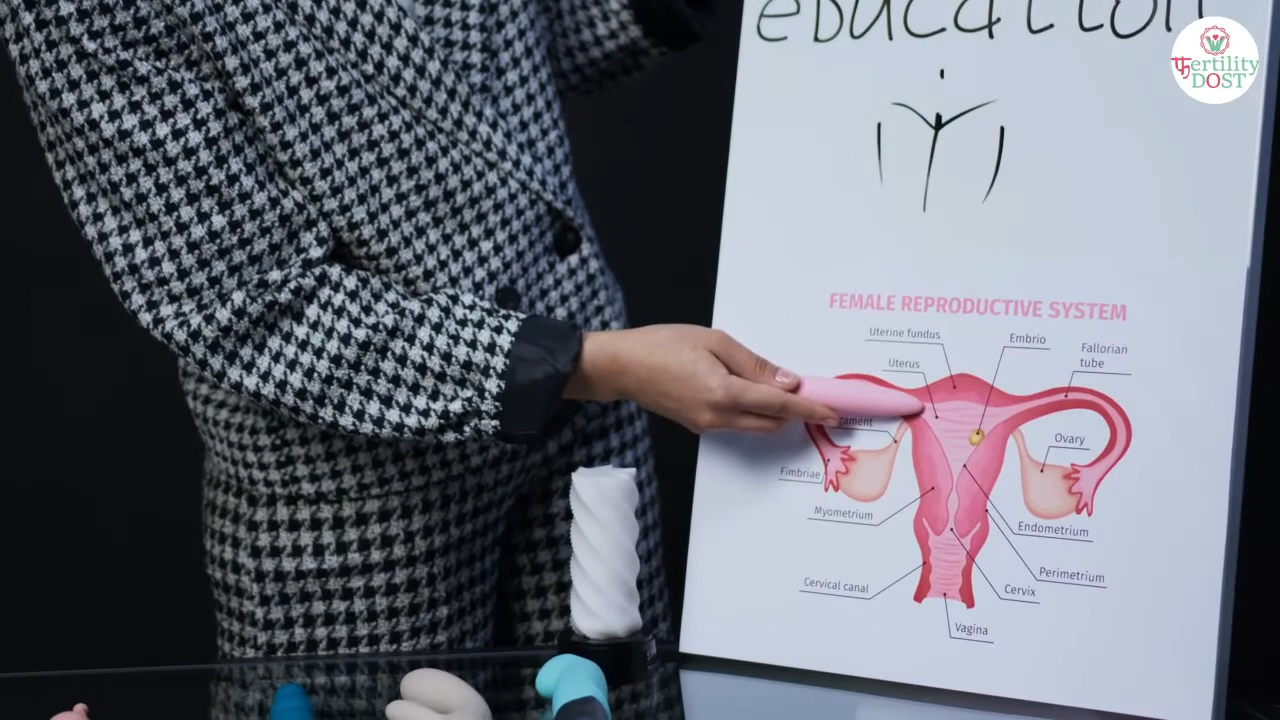 education
फertility
DOST
FEMALE REPRODUCTIVE SYSTEM
Uterine fundus
Embrio
Fallorian
tube
Uterus
Ovary
Fimbriae
Myometrium
Endometrium
Perimetrium
Cervical canal
Cervix
Vagina